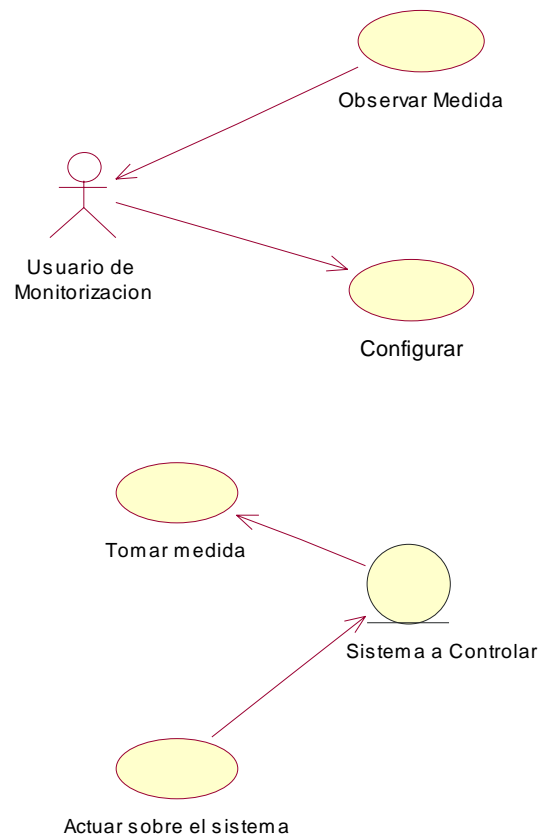 Observar Medida
Usuario de
Monitorizacion
Configurar
Tomar medida
Sistema a Controlar
Actuar sobre el sistema